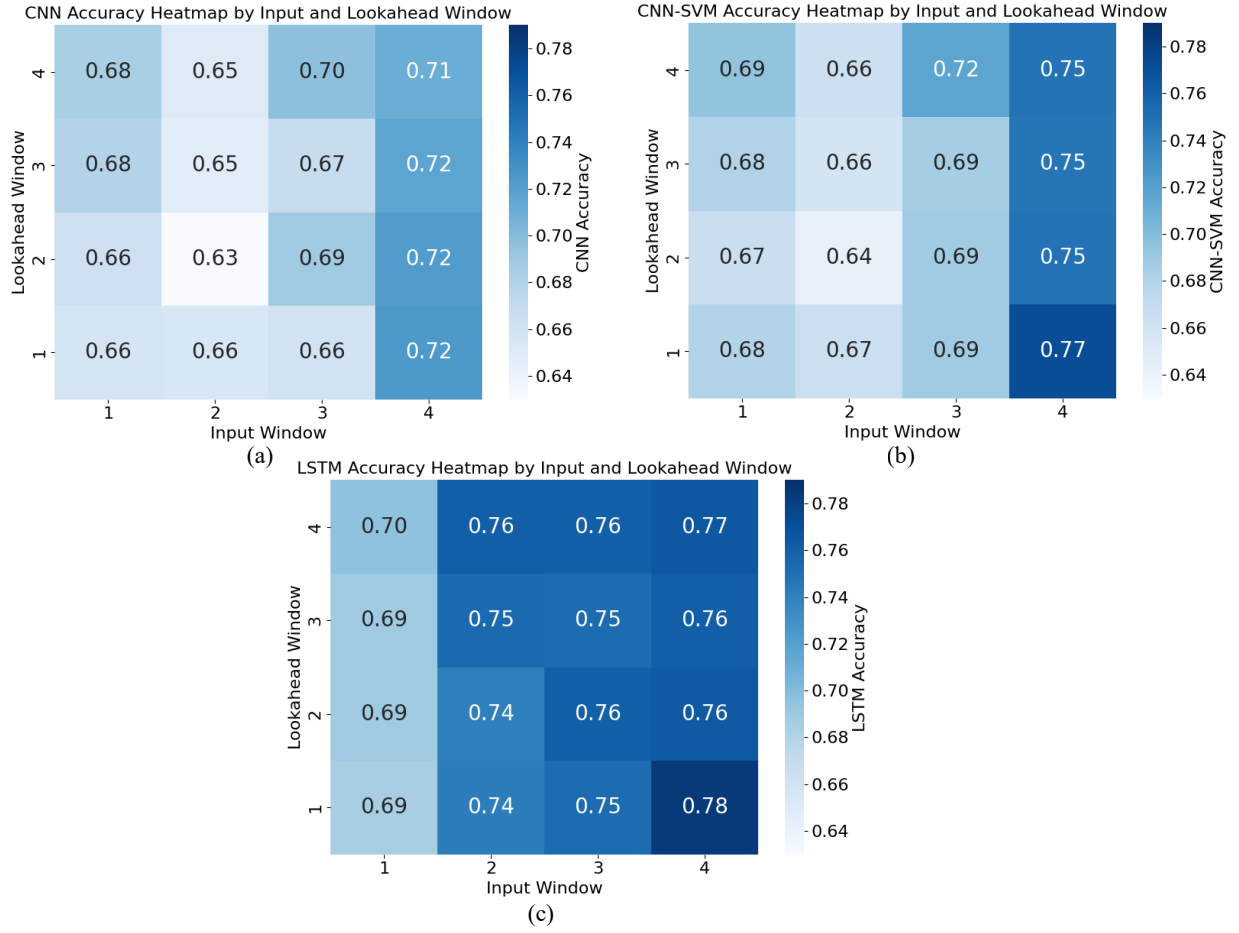 CNN Accuracy Heatmap by Input and Lookahead Window
4 0.68 0.65 0.70 0.71
3 0.68 0.65 0.67 0.72
2 0.66 0.63 0.69 0.72
1 0.66 0.66 0.66 0.72
1 2 3 4
Input Window
Lookahead Window
0.78
0.76
0.74
0.72
0.70
0.68
0.66
0.64
CNN Accuracy
(a)
CNN-SVM Accuracy Heatmap by Input and Lookahead Window
4 0.69 0.66 0.72 0.75
3 0.68 0.66 0.69 0.75
2 0.67 0.64 0.69 0.75
1 0.68 0.67 0.69 0.77
1 2 3 4
Input Window
Lookahead Window
0.78
0.76
0.74
0.72
0.70
0.68
0.66
0.64
CNN-SVM Accuracy
(b)
LSTM Accuracy Heatmap by Input and Lookahead Window
4 0.70 0.76 0.76 0.77
3 0.69 0.75 0.75 0.76
2 0.69 0.74 0.76 0.76
1 0.69 0.74 0.75 0.78
1 2 3 4
Input Window
Lookahead Window
0.78
0.76
0.74
0.72
0.70
0.68
0.66
0.64
LSTM Accuracy
(c)